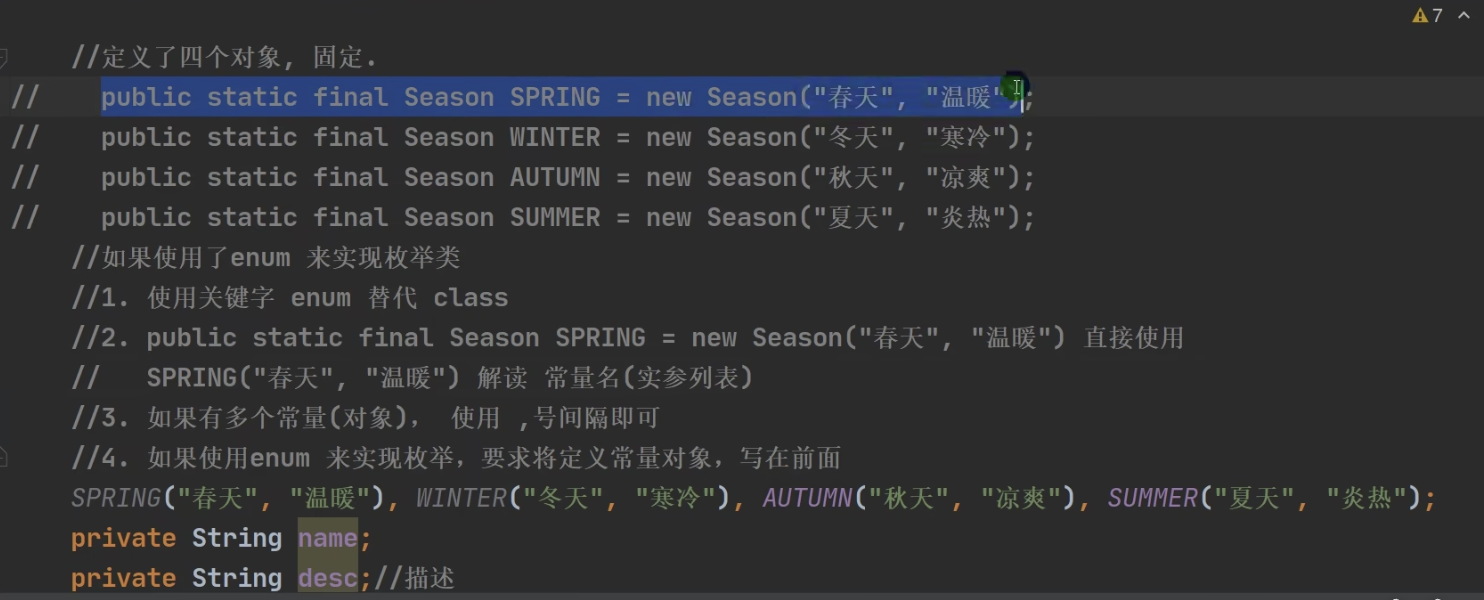 7
//定义了四个对象, 固定.
//    public static final Season SPRING = new Season("春天", "温暖");
//    public static final Season WINTER = new Season("冬天", "寒冷");
//    public static final Season AUTUMN = new Season("秋天", "凉爽");
//    public static final Season SUMMER = new Season("夏天", "炎热");
//如果使用了enum 来实现枚举类
//1. 使用关键字 enum 替代 class
//2. public static final Season SPRING = new Season("春天", "温暖") 直接使用
//   SPRING("春天", "温暖") 解读 常量名(实参列表)
//3. 如果有多个常量(对象)， 使用 ,号间隔即可
//4. 如果使用enum 来实现枚举，要求将定义常量对象，写在前面
SPRING("春天", "温暖"), WINTER("冬天", "寒冷"), AUTUMN("秋天", "凉爽"), SUMMER("夏天", "炎热");
private String name;
private String desc;//描述